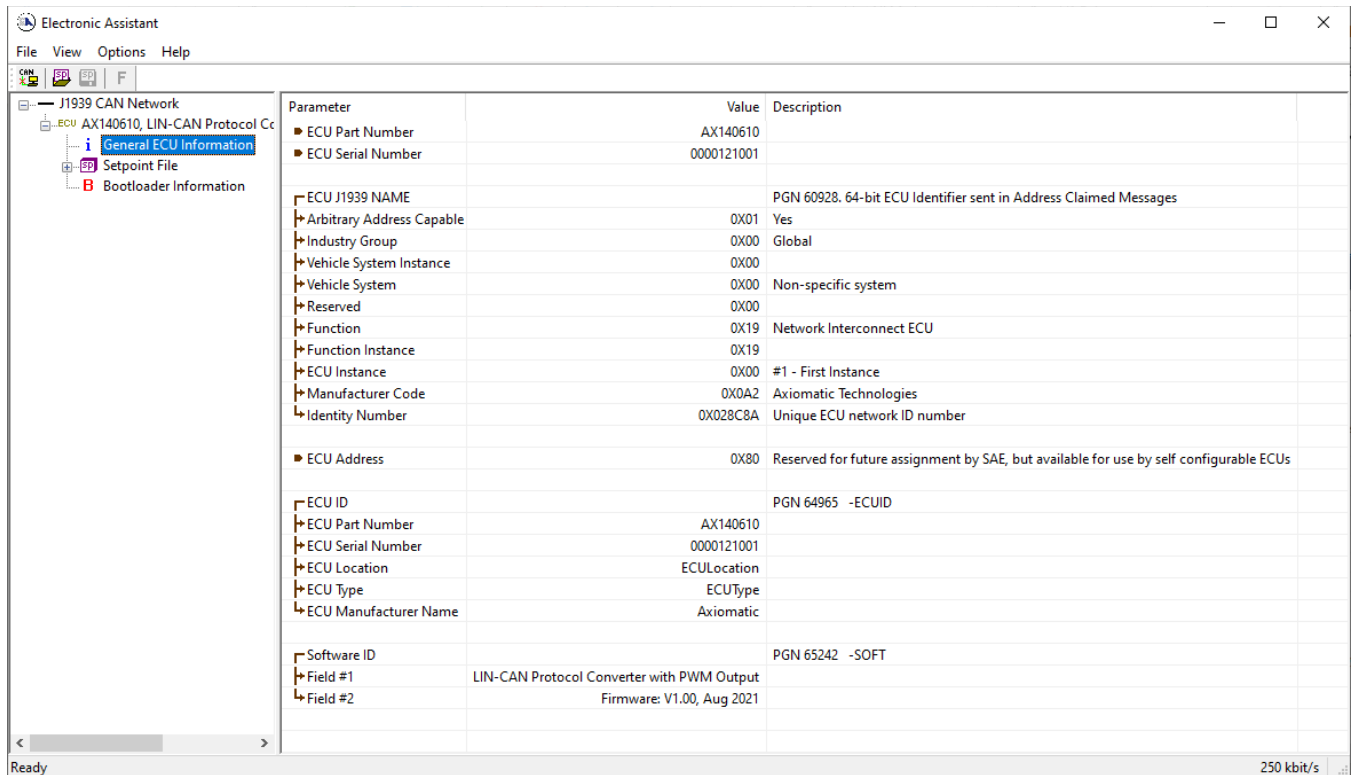 Electronic Assistant
File View Options Help
CAN SP SP F
J1939 CAN Network
ECU AX140610, LIN-CAN Protocol Cc
i General ECU Information
SP Setpoint File
B Bootloader Information
Parameter Value Description
ECU Part Number AX140610
ECU Serial Number 0000121001
ECU J1939 NAME PGN 60928. 64-bit ECU Identifier sent in Address Claimed Messages
Arbitrary Address Capable 0X01 Yes
Industry Group 0X00 Global
Vehicle System Instance 0X00
Vehicle System 0X00 Non-specific system
Reserved 0X00
Function 0X19 Network Interconnect ECU
Function Instance 0X19
ECU Instance 0X00 #1 - First Instance
Manufacturer Code 0X0A2 Axiomatic Technologies
Identity Number 0X028C8A Unique ECU network ID number
ECU Address 0X80 Reserved for future assignment by SAE, but available for use by self configurable ECUs
ECU ID PGN 64965 -ECUID
ECU Part Number AX140610
ECU Serial Number 0000121001
ECU Location ECULocation
ECU Type ECUType
ECU Manufacturer Name Axiomatic
Software ID PGN 65242 -SOFT
Field #1 LIN-CAN Protocol Converter with PWM Output
Field #2 Firmware: V1.00, Aug 2021
Ready 250 kbit/s